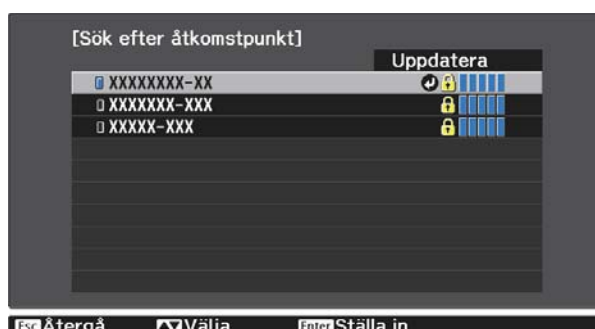 [Sök efter åtkomstpunkt]
Uppdatera
XXXXXXXX-XX
XXXXXXX-XXX
XXXXX-XXX
Esc Återgå Välja Enter Ställa in